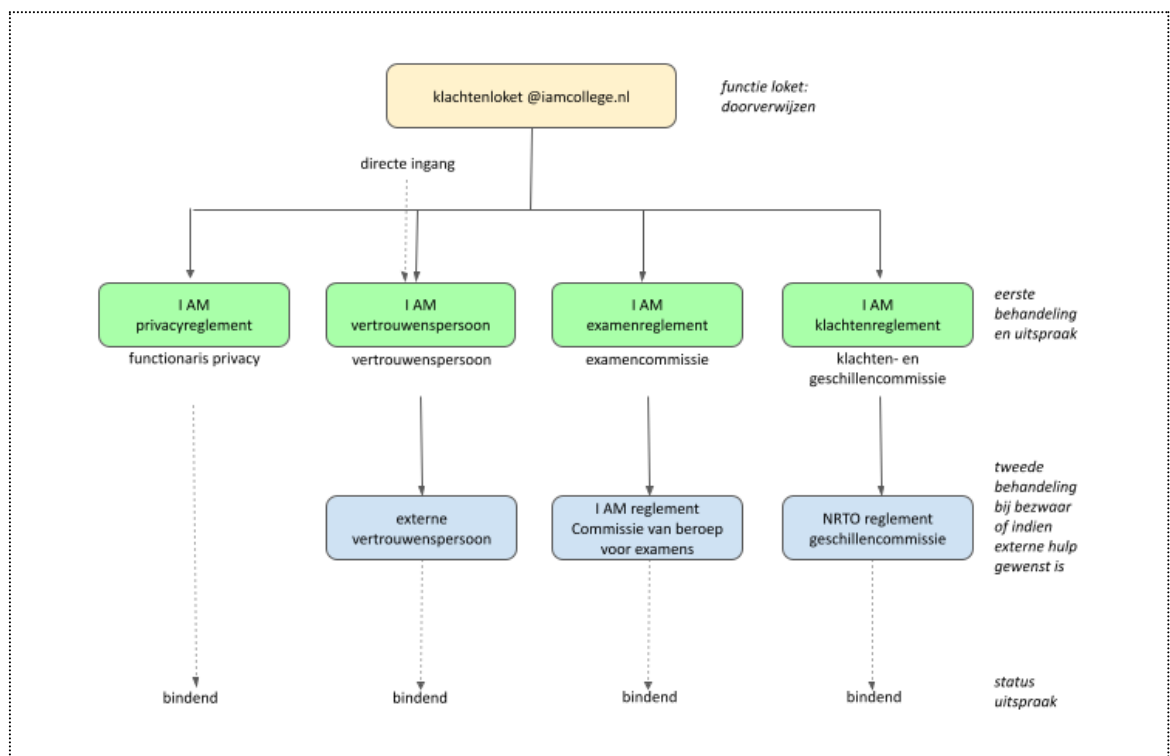 klachtenloket @iamcollege.nl
functie loket:
doorverwijzen
directe ingang
I AM
privacyreglement
functionaris privacy
I AM
vertrouwenspersoon
vertrouwenspersoon
I AM
examenreglement
examencommissie
I AM
klachtenreglement
klachten- en
geschillencommissie
eerste
behandeling
en uitspraak
externe
vertrouwenspersoon
I AM reglement
Commissie van beroep
voor examens
NRTO reglement
geschillencommissie
tweede
behandeling
bij bezwaar
of indien
externe hulp
gewenst is
bindend
bindend
bindend
bindend
status
uitspraak